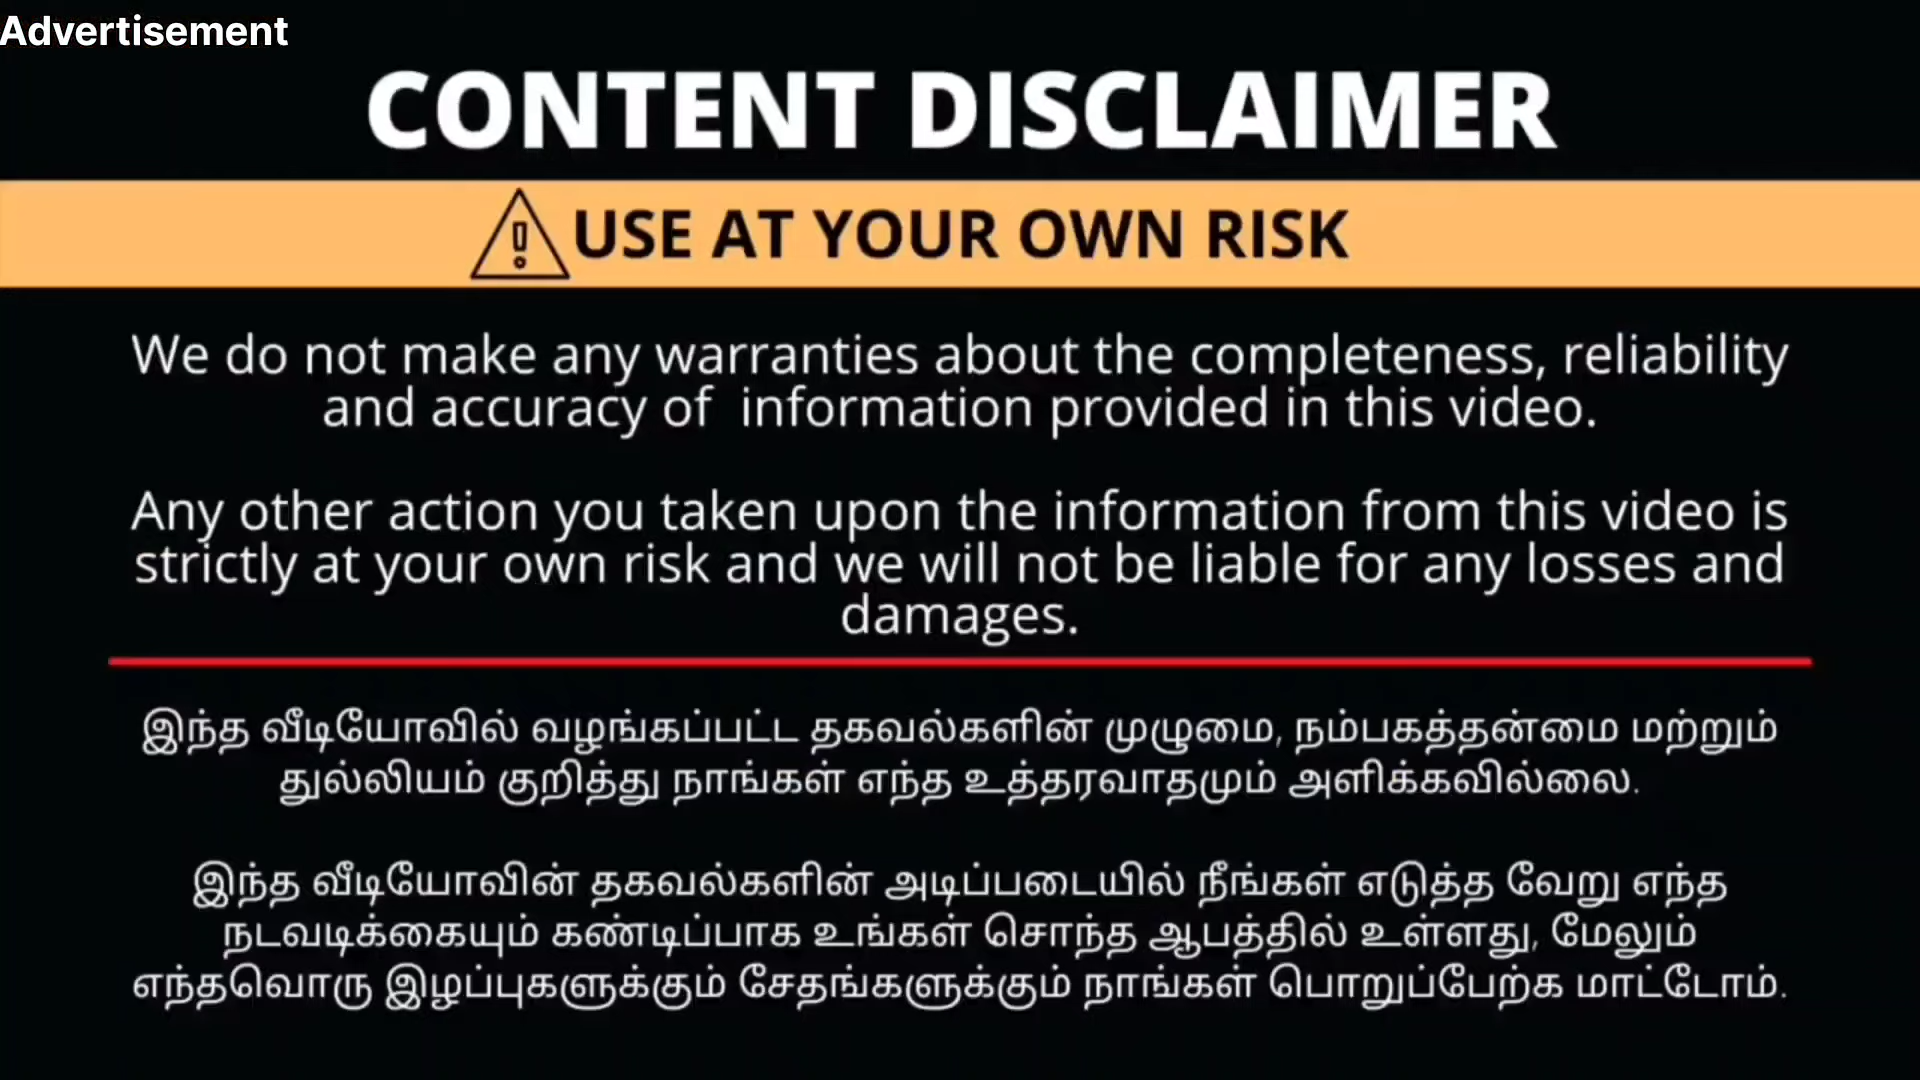 Advertisement
CONTENT DISCLAIMER
USE AT YOUR OWN RISK
We do not make any warranties about the completeness, reliability
and accuracy of information provided in this video.
Any other action you taken upon the information from this video is
strictly at your own risk and we will not be liable for any losses and
damages.
இந்த வீடியோவில் வழங்கப்பட்ட தகவல்களின் முழுமை, நம்பகத்தன்மை மற்றும்
துல்லியம் குறித்து நாங்கள் எந்த உத்தரவாதமும் அளிக்கவில்லை.
இந்த வீடியோவின் தகவல்களின் அடிப்படையில் நீங்கள் எடுத்த வேறு எந்த
நடவடிக்கையும் கண்டிப்பாக உங்கள் சொந்த ஆபத்தில் உள்ளது, மேலும்
எந்தவொரு இழப்புகளுக்கும் சேதங்களுக்கும் நாங்கள் பொறுப்பேற்க மாட்டோம்.